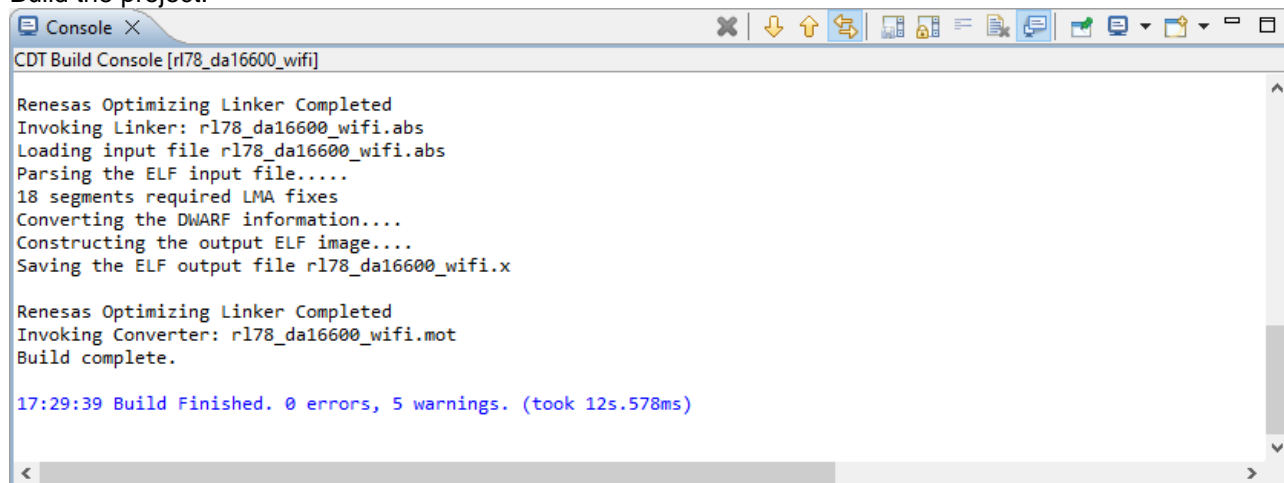 Build the project.
Console
CDT Build Console [rl78_da16600_wifi]
Renesas Optimizing Linker Completed
Invoking Linker: rl78_da16600_wifi.abs
Loading input file rl78_da16600_wifi.abs
Parsing the ELF input file.....
18 segments required LMA fixes
Converting the DWARF information....
Constructing the output ELF image....
Saving the ELF output file rl78_da16600_wifi.x
Renesas Optimizing Linker Completed
Invoking Converter: rl78_da16600_wifi.mot
Build complete.
17:29:39 Build Finished. 0 errors, 5 warnings. (took 12s.578ms)